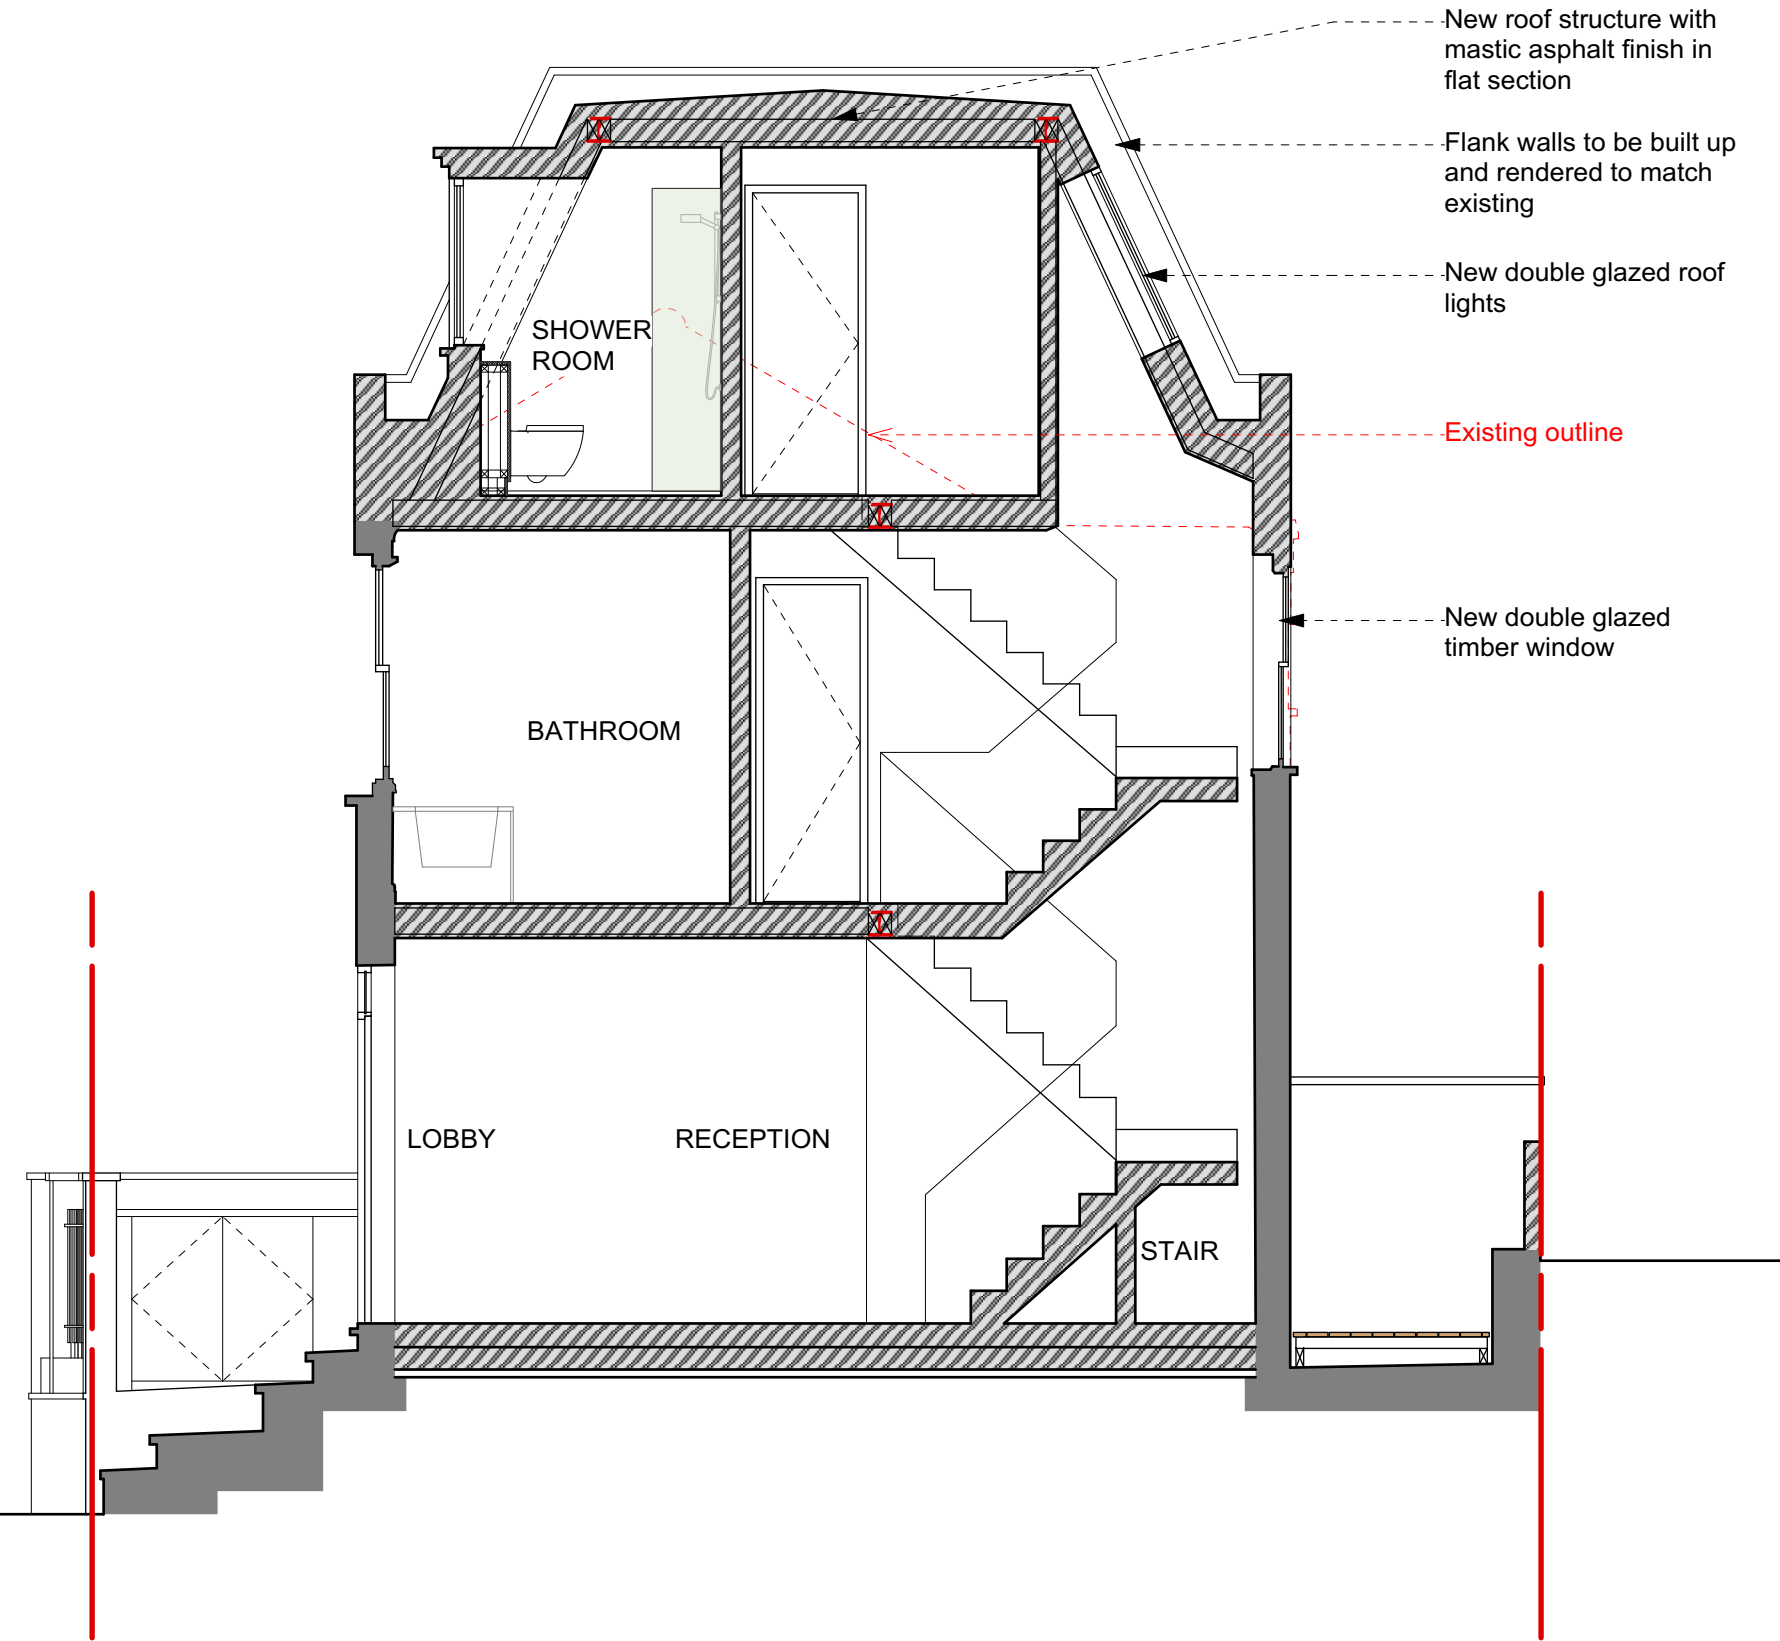 New roof structure with
mastic asphalt finish in
flat section
Flank walls to be built up
and rendered to match
existing
New double glazed roof
lights
SHOWER
ROOM
Existing outline
New double glazed
timber window
BATHROOM
LOBBY
RECEPTION
STAIR